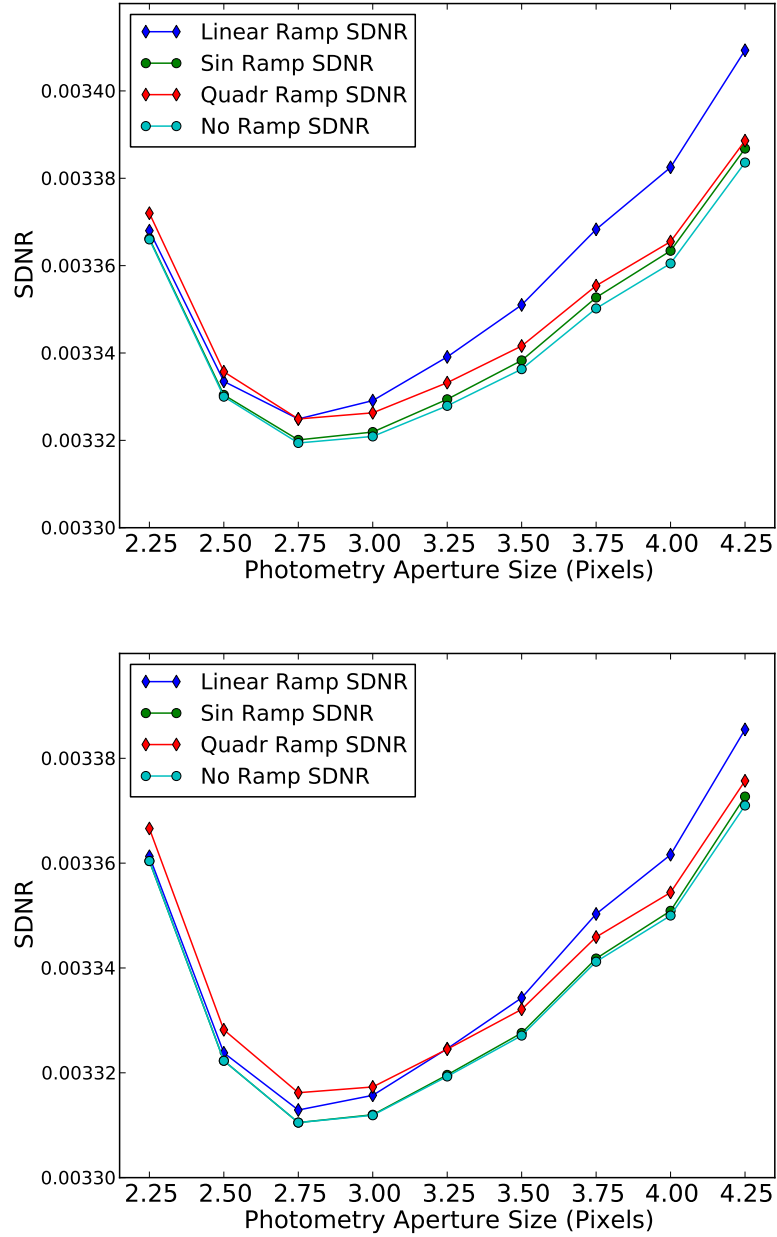 Linear Ramp SDNR
Sin Ramp SDNR
Quadr Ramp SDNR
No Ramp SDNR
0.003340
0.00338
0.00336
0.00334
0.00332
0.00330
SDNR
2.25 2.50 2.75 3.00 3.25 3.50 3.75 4.00 4.25
Photometry Aperture Size (Pixels)
Linear Ramp SDNR
Sin Ramp SDNR
Quadr Ramp SDNR
No Ramp SDNR
0.00338
0.00336
0.00334
0.00332
0.00330
SDNR
2.25 2.50 2.75 3.00 3.25 3.50 3.75 4.00 4.25
Photometry Aperture Size (Pixels)